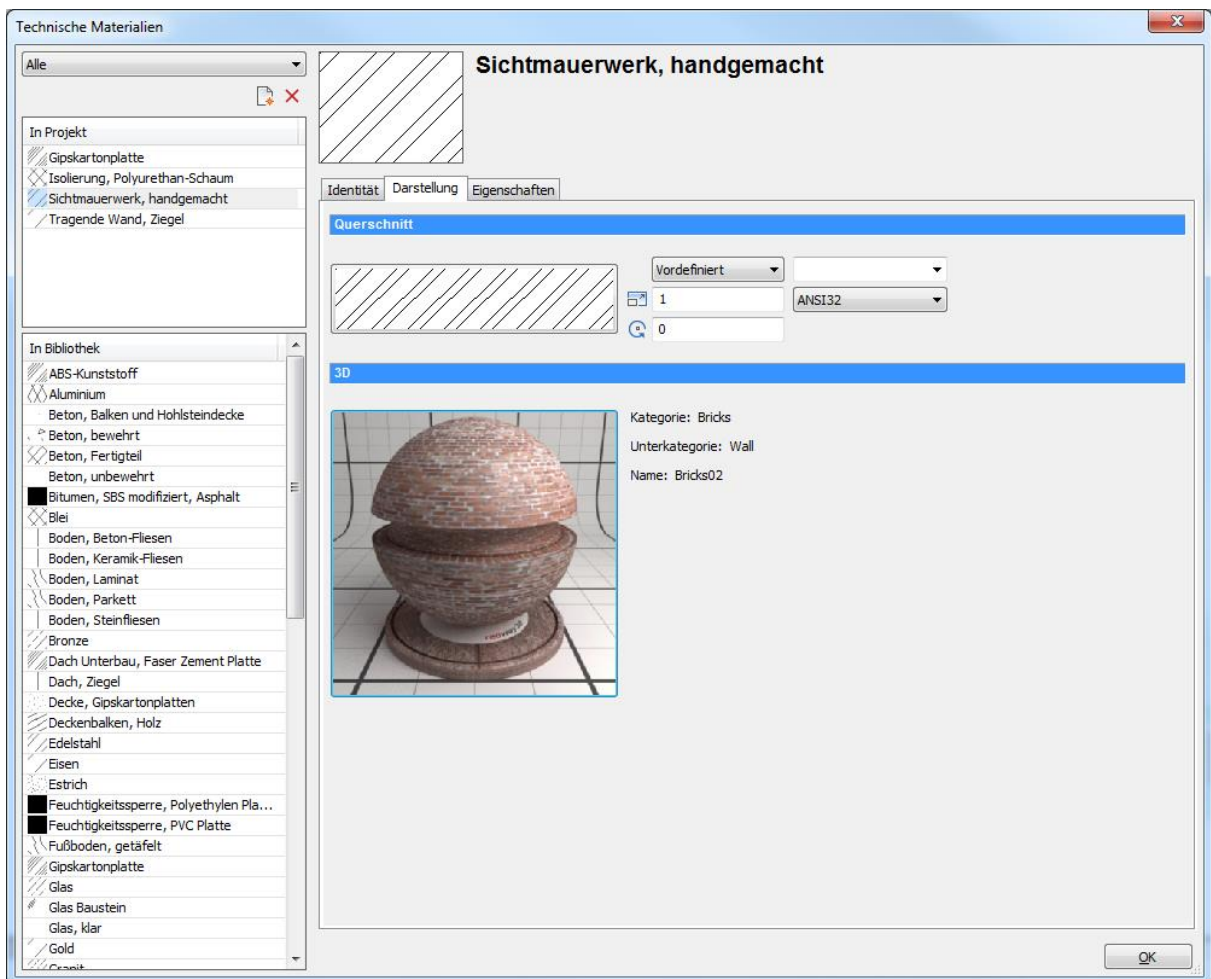 Technische Materialien
Alle
In Projekt
Gipskartonplatte
Isolierung, Polyurethan-Schaum
Sichtmauerwerk, handgemacht
Tragende Wand, Ziegel
In Bibliothek
ABS-Kunststoff
Aluminium
Beton, Balken und Hohlsteindecke
Beton, bewehrt
Beton, Fertigteil
Beton, unbewehrt
Bitumen, SBS modifiziert, Asphalt
Blei
Boden, Beton-Fliesen
Boden, Keramik-Fliesen
Boden, Laminat
Boden, Parkett
Boden, Steinfliesen
Bronze
Dach Unterbau, Faser Zement Platte
Dach, Ziegel
Decke, Gipskartonplatten
Deckenbalken, Holz
Edelstahl
Eisen
Estrich
Feuchtigkeitssperre, Polyethylen Pla...
Feuchtigkeitssperre, PVC Platte
Fußboden, getäfelt
Gipskartonplatte
Glas
Glas Baustein
Glas, klar
Gold
Granit
Sichtmauerwerk, handgemacht
Identität Darstellung Eigenschaften
Querschnitt
Vordefiniert
1 ANSI32
0
3D
Kategorie: Bricks
Unterkategorie: Wall
Name: Bricks02
OK